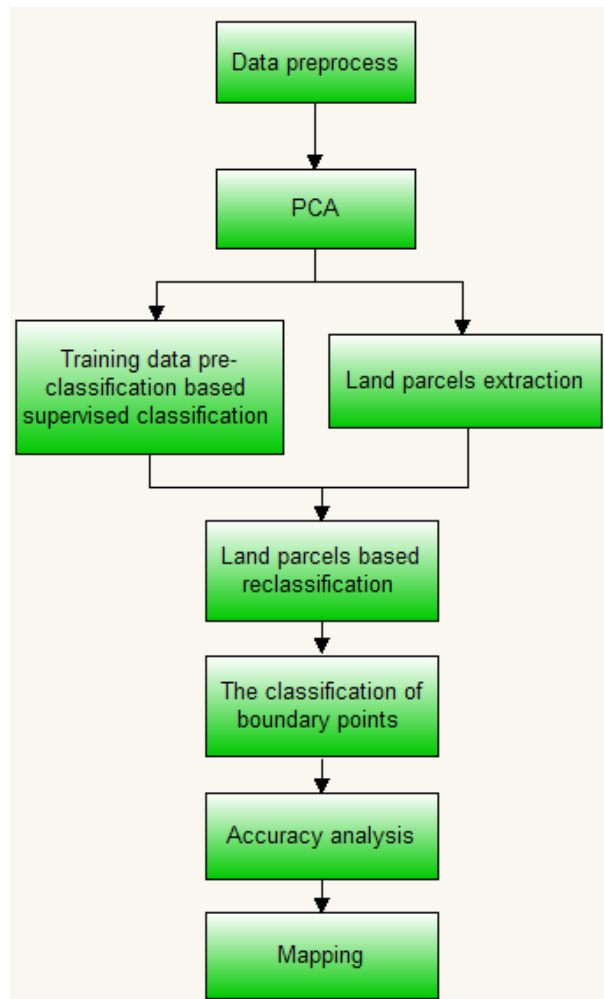 Data preprocess
PCA
Training data pre-
classification based
supervised classification
Land parcels extraction
Land parcels based
reclassification
The classification of
boundary points
Accuracy analysis
Mapping